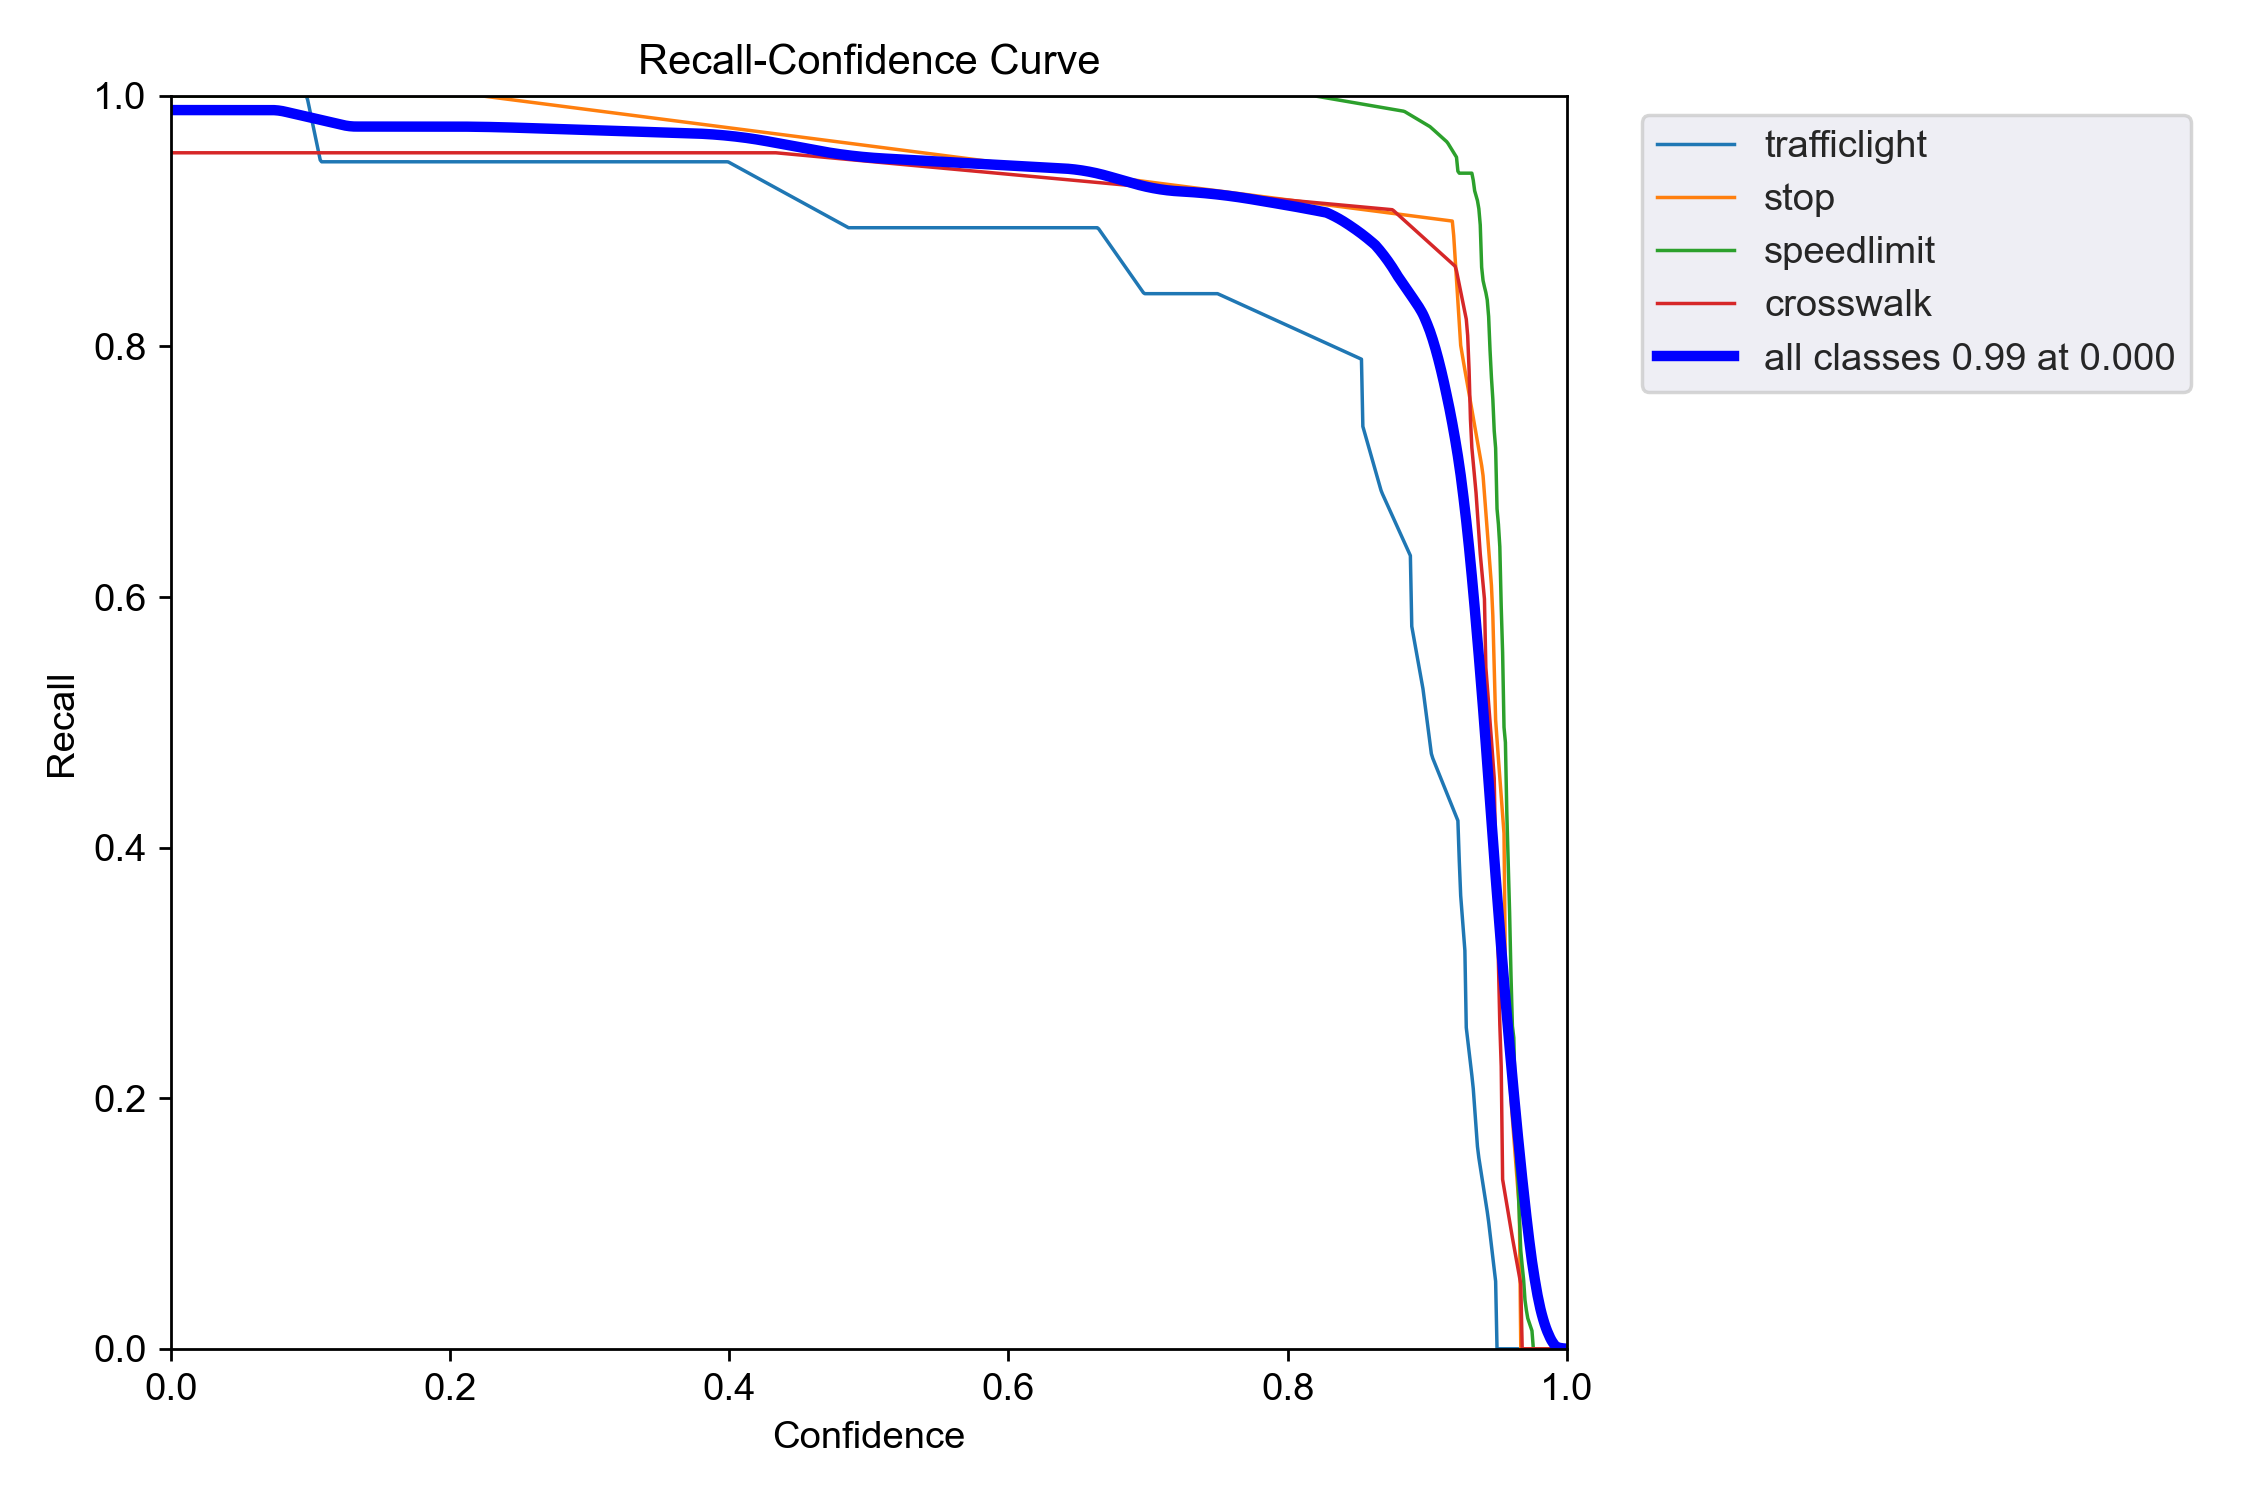 Recall-Confidence Curve
1.0
0.8
0.6
0.4
0.2
0.0
Recall
0.0 0.2 0.4 0.6 0.8 1.0
Confidence
trafficlight
stop
speedlimit
crosswalk
all classes 0.99 at 0.000